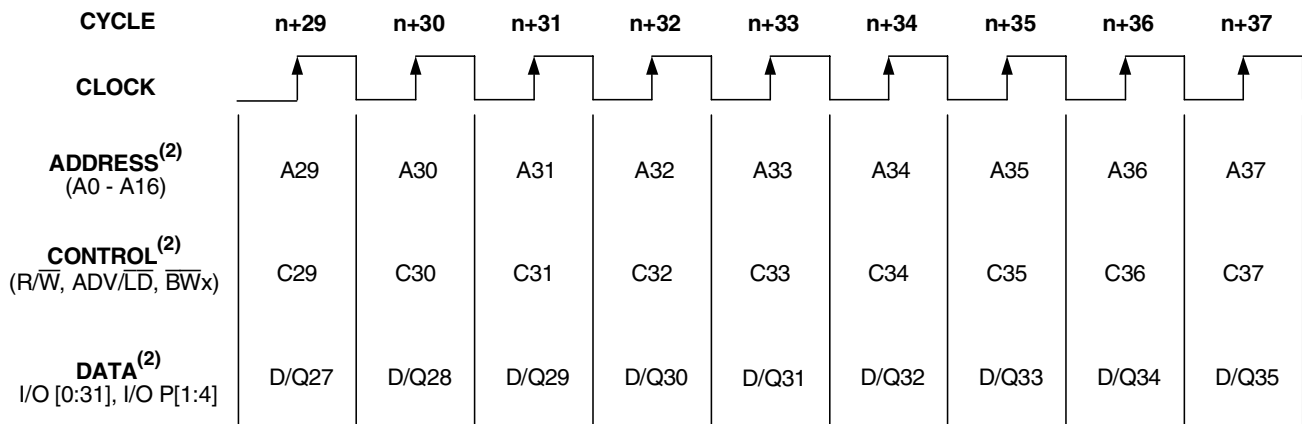 CYCLE n+29 n+30 n+31 n+32 n+33 n+34 n+35 n+36 n+37
CLOCK
ADDRESS(2)
(A0 - A16) A29 A30 A31 A32 A33 A34 A35 A36 A37
CONTROL(2)
(R/W̅, ADV/L̅D̅, B̅W̅x) C29 C30 C31 C32 C33 C34 C35 C36 C37
DATA(2)
I/O [0:31], I/O P[1:4] D/Q27 D/Q28 D/Q29 D/Q30 D/Q31 D/Q32 D/Q33 D/Q34 D/Q35